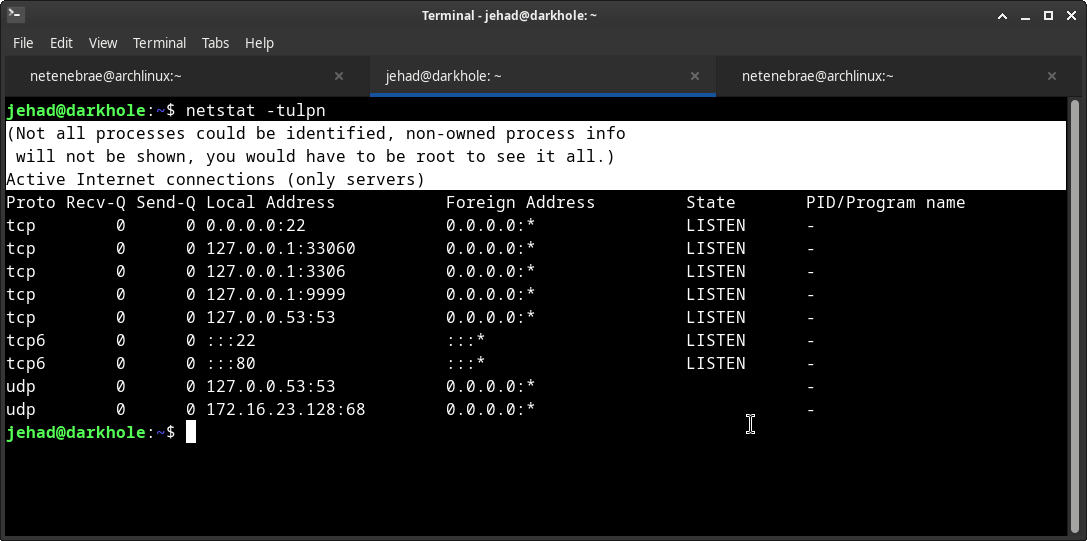 Terminal - jehad@darkhole: ~
File Edit View Terminal Tabs Help
netenebrae@archlinux:~ jehad@darkhole: ~ netenebrae@archlinux:~
jehad@darkhole:~$ netstat -tulpn
(Not all processes could be identified, non-owned process info
 will not be shown, you would have to be root to see it all.)
Active Internet connections (only servers)
Proto Recv-Q Send-Q Local Address           Foreign Address         State       PID/Program name
tcp        0      0 0.0.0.0:22              0.0.0.0:*               LISTEN      -
tcp        0      0 127.0.0.1:33060         0.0.0.0:*               LISTEN      -
tcp        0      0 127.0.0.1:3306          0.0.0.0:*               LISTEN      -
tcp        0      0 127.0.0.1:9999          0.0.0.0:*               LISTEN      -
tcp        0      0 127.0.0.53:53           0.0.0.0:*               LISTEN      -
tcp6       0      0 :::22                   :::*                    LISTEN      -
tcp6       0      0 :::80                   :::*                    LISTEN      -
udp        0      0 127.0.0.53:53           0.0.0.0:*                           -
udp        0      0 172.16.23.128:68        0.0.0.0:*                           -
jehad@darkhole:~$